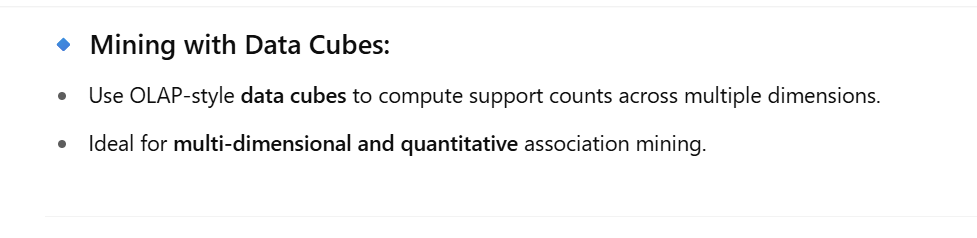 Mining with Data Cubes:
Use OLAP-style data cubes to compute support counts across multiple dimensions.
Ideal for multi-dimensional and quantitative association mining.